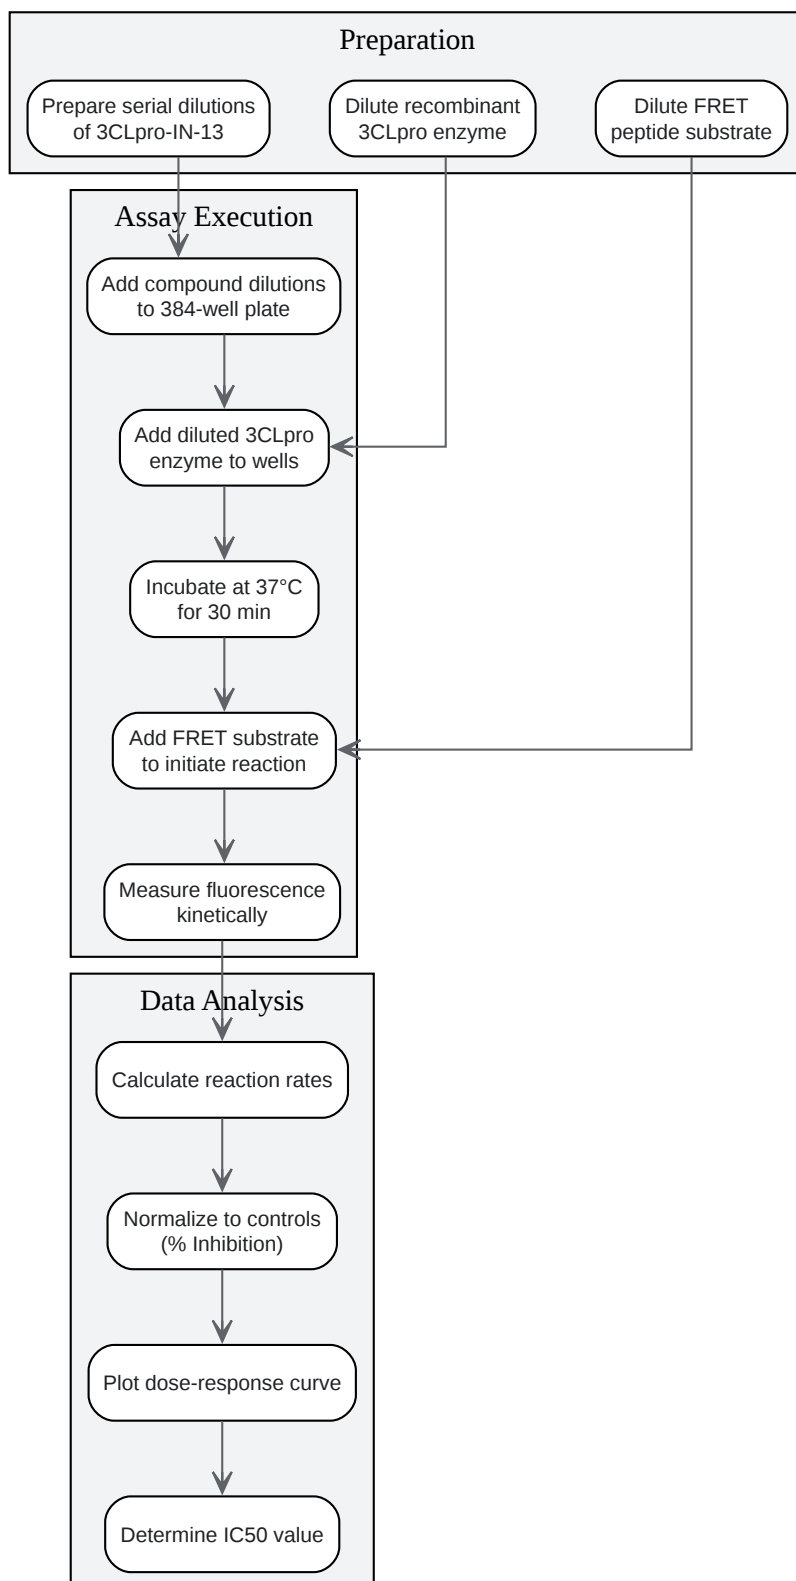 Preparation
Prepare serial dilutions
of 3CLpro-IN-13
Dilute recombinant
3CLpro enzyme
Dilute FRET
peptide substrate
Assay Execution
Add compound dilutions
to 384-well plate
Add diluted 3CLpro
enzyme to wells
Incubate at 37°C
for 30 min
Add FRET substrate
to initiate reaction
Measure fluorescence
kinetically
Data Analysis
Calculate reaction rates
Normalize to controls
(% Inhibition)
Plot dose-response curve
Determine IC50 value